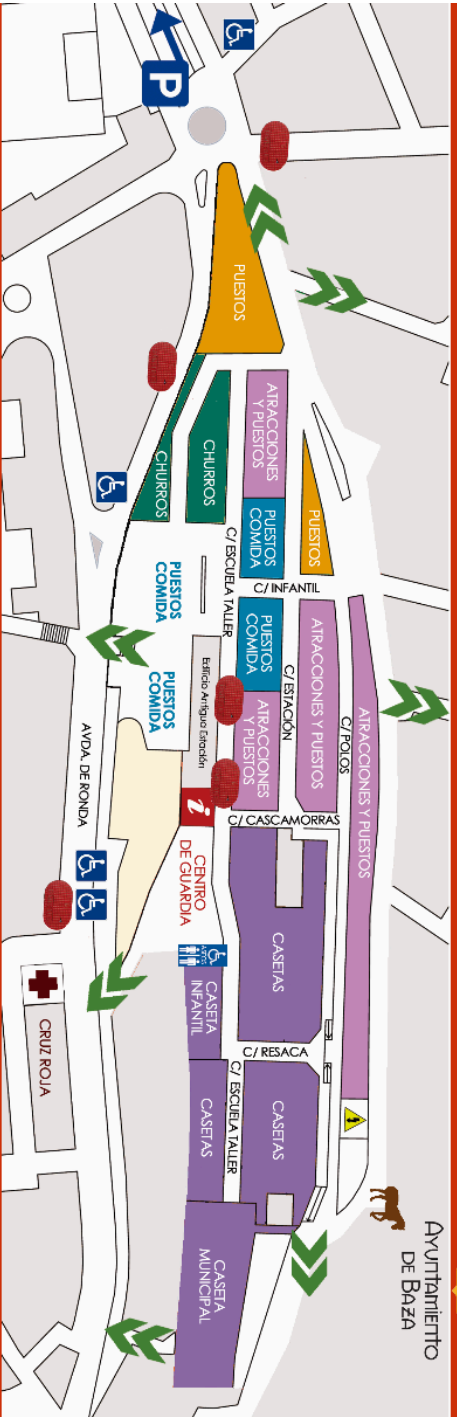 P
PUESTOS
ATRACCIONES
Y PUESTOS
CHURROS
CHURROS
PUESTOS
COMIDA
PUESTOS
C/ ESCUELA TALLER
C/ INFANTIL
PUESTOS
COMIDA
PUESTOS
COMIDA
PUESTOS
COMIDA
Edificio Antigua Estación
C/ ESTACIÓN
ATRACCIONES Y PUESTOS
ATRACCIONES
Y PUESTOS
C/ POLOS
ATRACCIONES Y PUESTOS
AVDA. DE RONDA
i
C/ CASCAMORRAS
CENTRO
DE GUARDIA
CASETAS
ASEOS
CASETA
INFANTIL
C/ RESACA
CRUZ ROJA
C/ ESCUELA TALLER
CASETAS
CASETAS
CASETA
MUNICIPAL
AYUNTAMIENTO
DE BAZA